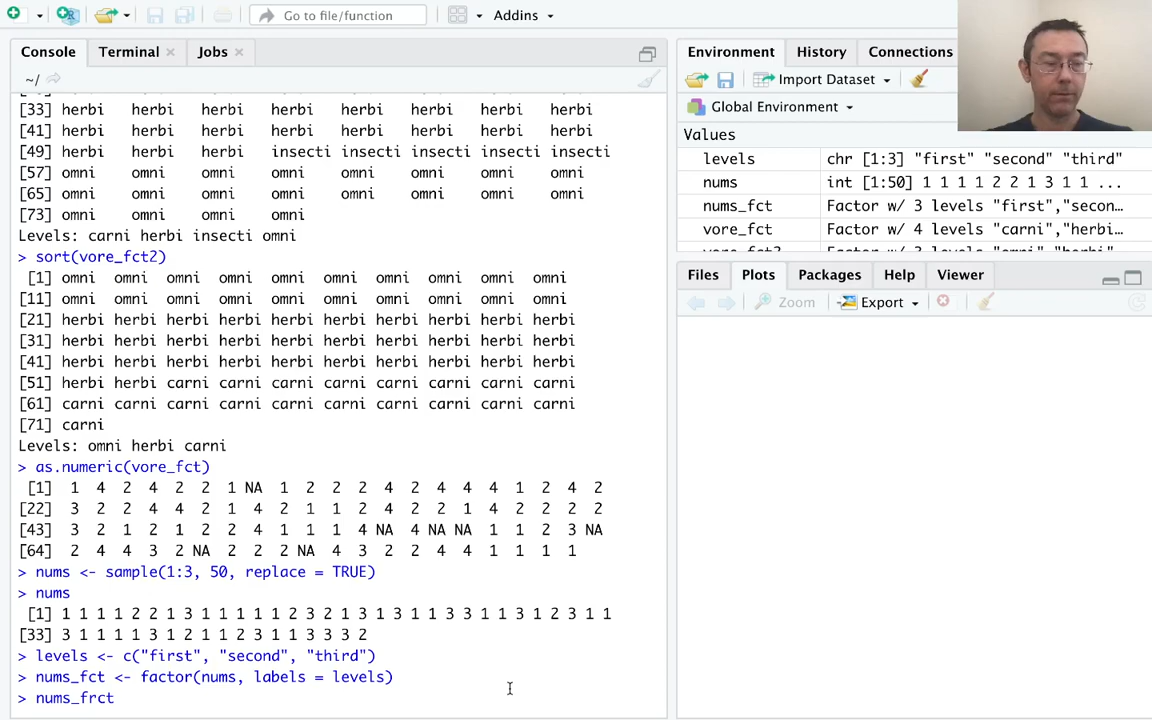 Go to file/function
Addins
Console Terminal Jobs
~/
[33] herbi herbi herbi herbi herbi herbi herbi herbi
[41] herbi herbi herbi herbi herbi herbi herbi herbi
[49] herbi herbi herbi insecti insecti insecti insecti insecti
[57] omni omni omni omni omni omni omni omni
[65] omni omni omni omni omni omni omni omni
[73] omni omni omni omni
Levels: carni herbi insecti omni
> sort(vore_fct2)
[1] omni omni omni omni omni omni omni omni omni omni
[11] omni omni omni omni omni omni omni omni omni omni
[21] herbi herbi herbi herbi herbi herbi herbi herbi herbi herbi
[31] herbi herbi herbi herbi herbi herbi herbi herbi herbi herbi
[41] herbi herbi herbi herbi herbi herbi herbi herbi herbi herbi
[51] herbi herbi carni carni carni carni carni carni carni carni
[61] carni carni carni carni carni carni carni carni carni carni
[71] carni
Levels: omni herbi carni
> as.numeric(vore_fct)
[1] 1 4 2 4 2 2 1 NA 1 2 2 2 4 2 4 4 4 1 2 4 2
[22] 3 2 2 4 4 2 1 4 2 1 1 2 4 2 2 1 4 2 2 2 2
[43] 3 2 1 2 1 2 2 4 1 1 1 4 NA 4 NA NA 1 1 2 3 NA
[64] 2 4 4 3 2 NA 2 2 2 NA 4 3 2 2 4 4 1 1 1 1
> nums <- sample(1:3, 50, replace = TRUE)
> nums
[1] 1 1 1 1 2 2 1 3 1 1 1 1 1 2 3 2 1 3 1 3 1 1 3 3 1 1 3 1 2 3 1 1
[33] 3 1 1 1 1 3 1 2 1 1 2 3 1 1 3 3 3 2
> levels <- c("first", "second", "third")
> nums_fct <- factor(nums, labels = levels)
> nums_frct
Environment History Connections
Import Dataset
Global Environment
Values
levels chr [1:3] "first" "second" "third"
nums int [1:50] 1 1 1 1 2 2 1 3 1 1 ...
nums_fct Factor w/ 3 levels "first","secon…
vore_fct Factor w/ 4 levels "carni","herbi…
Files Plots Packages Help Viewer
Zoom Export